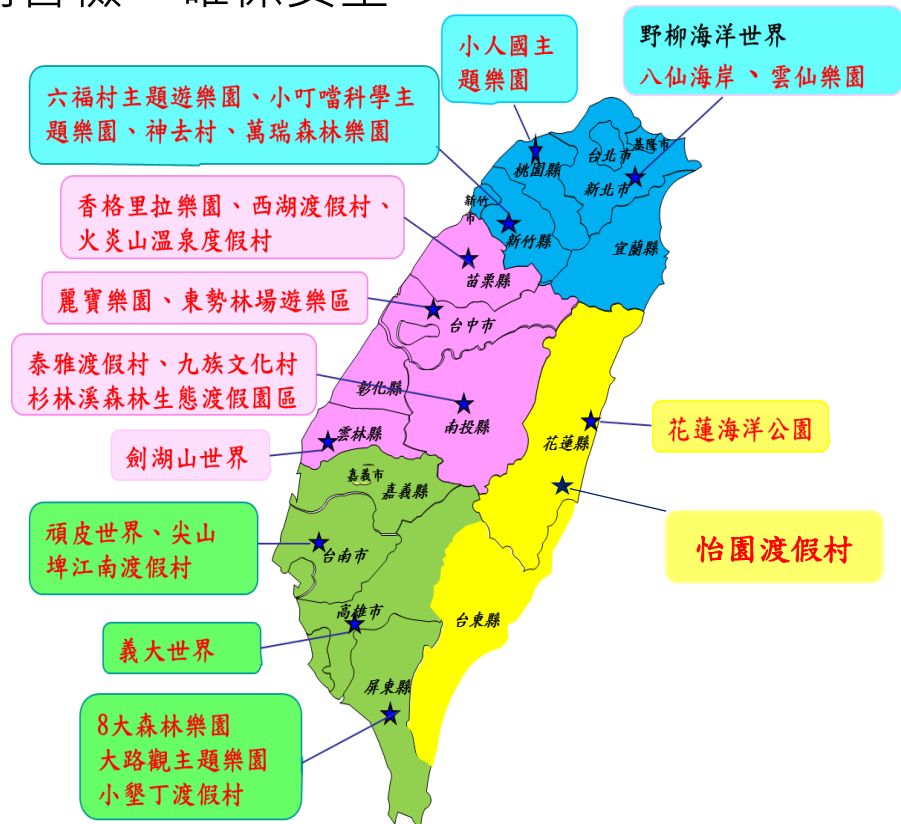 確保安全
小人國主
題樂園
野柳海洋世界
八仙海岸、雲仙樂園
六福村主題遊樂園、小叮噹科學主
題樂園、神去村、萬瑞森林樂園
香格里拉樂園、西湖渡假村、
火炎山溫泉度假村
麗寶樂園、東勢林場遊樂區
泰雅渡假村、九族文化村
杉林溪森林生態渡假園區
劍湖山世界
頑皮世界、尖山
埤江南渡假村
義大世界
8大森林樂園
大路觀主題樂園
小墾丁渡假村
花蓮海洋公園
怡園渡假村
基隆市
台北市
桃園縣
新北市
新竹
市
新竹縣
宜蘭縣
苗栗縣
台中市
彰化縣
南投縣
雲林縣
花蓮縣
嘉義市
嘉義縣
台南市
高雄市
台東縣
屏東縣